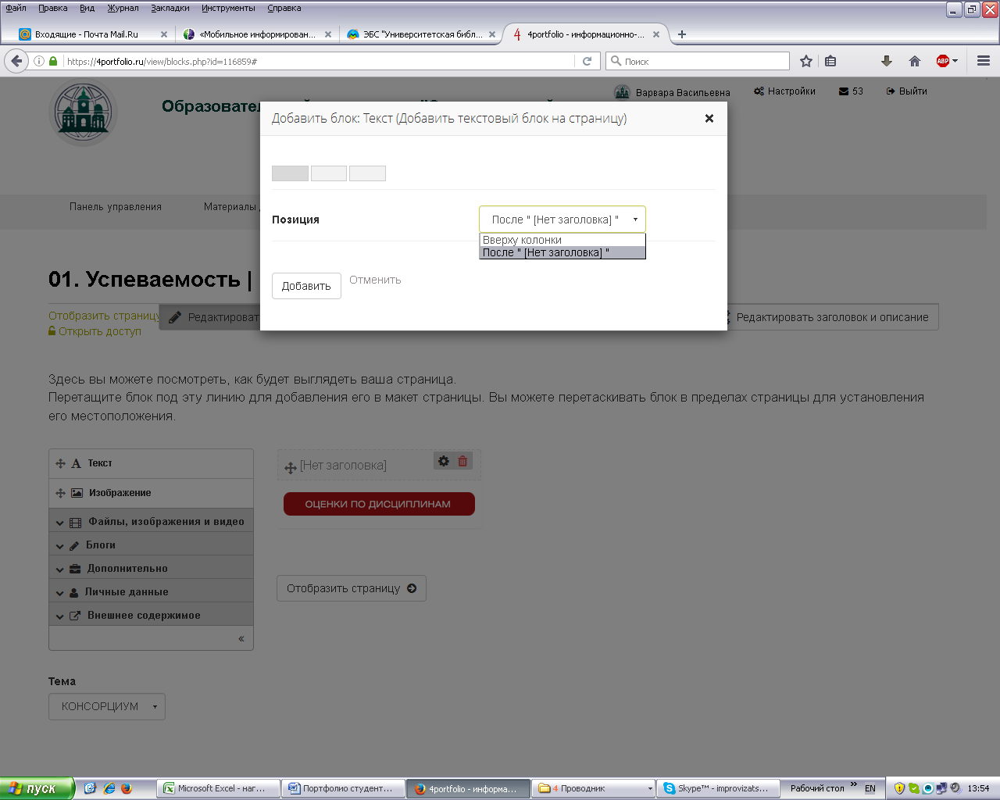 Файл Правка Вид Журнал Закладки Инструменты Справка
Входящие - Почта Mail.Ru
«Мобильное информирован...
ЭБС "Университетская библ...
4portfolio - информационно-...
https://4portfolio.ru/view/blocks.php?id=116859#
Поиск
ABP
Варвара Васильевна
Настройки
53
Выйти
Добавить блок: Текст (Добавить текстовый блок на страницу)
Панель управления
Материалы
Позиция
После " [Нет заголовка] "
Вверху колонки
После " [Нет заголовка] "
01. Успеваемость |
Добавить
Отменить
Отобразить страницу
Редактироват
Редактировать заголовок и описание
Открыть доступ
Здесь вы можете посмотреть, как будет выглядеть ваша страница.
Перетащите блок под эту линию для добавления его в макет страницы. Вы можете перетаскивать блок в пределах страницы для установления
его местоположения.
Текст
Изображение
Файлы, изображения и видео
Блоги
Дополнительно
Личные данные
Внешнее содержимое
«
[Нет заголовка]
ОЦЕНКИ ПО ДИСЦИПЛИНАМ
Отобразить страницу
Тема
КОНСОРЦИУМ
пуск
Microsoft Excel - наг...
Портфолио студент...
4portfolio - информа...
4 Проводник
Skype™ - improvizats...
Рабочий стол
»
EN
13:54